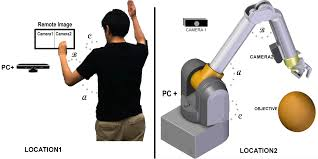 Remote Image
Camera1 Camera2
PC+
C
B
a
LOCATION1
CAMERA 1
B
CAMERA2
PC +
a
C
OBJECTIVE
LOCATION2